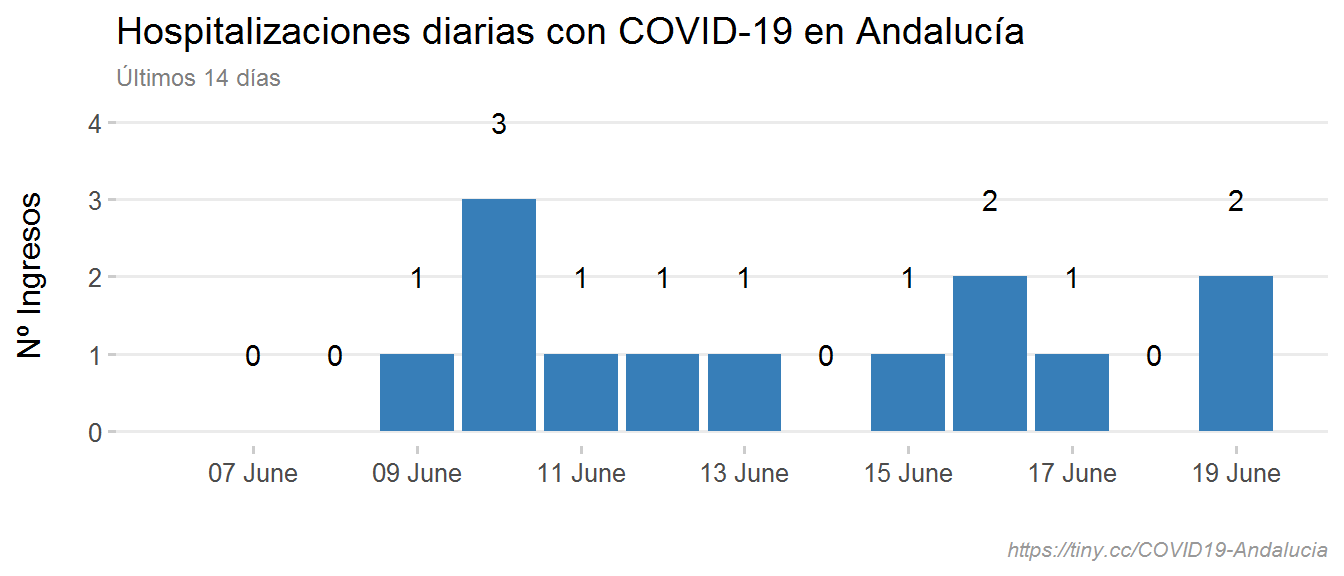 Hospitalizaciones diarias con COVID-19 en Andalucía
Últimos 14 días
Nº Ingresos
4
3
2
1
0
0
0
1
3
1
1
1
0
1
2
1
0
2
07 June
09 June
11 June
13 June
15 June
17 June
19 June
https://tiny.cc/COVID19-Andalucia